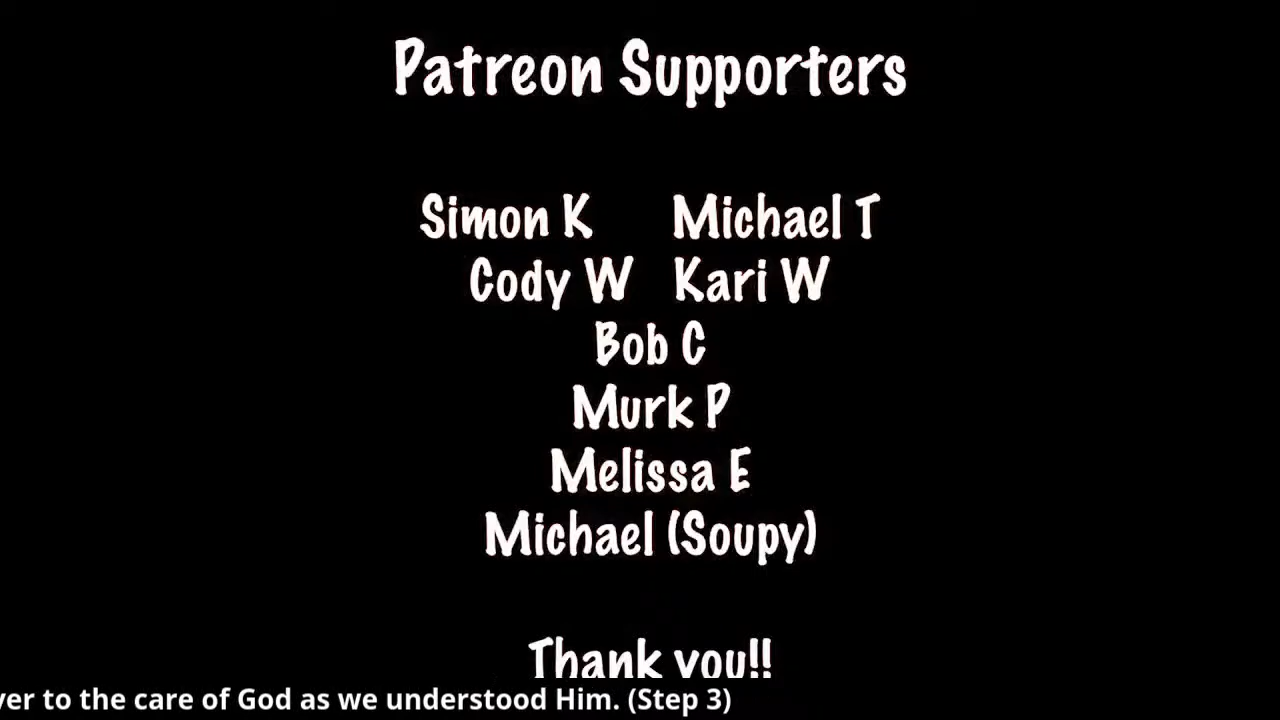 Patreon Supporters
Simon K Michael T
Cody W Kari W
Bob C
Murk P
Melissa E
Michael (Soupy)
Thank you!!
to the care of God as we understood Him. (Step 3)